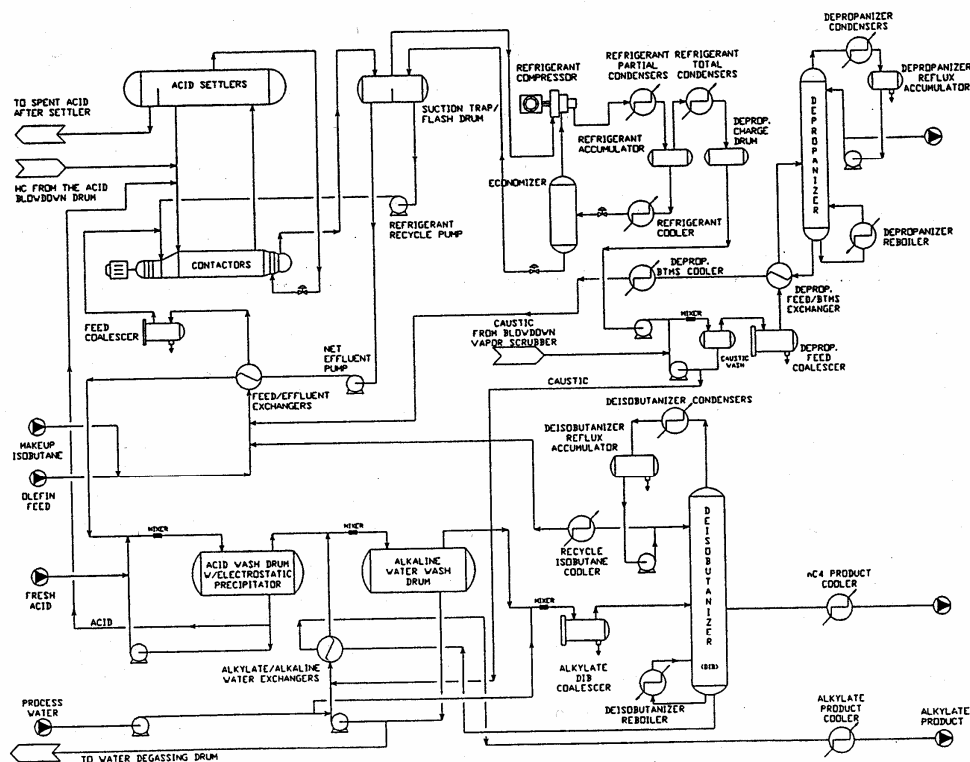 DEPROPANIZER
CONDENSERS
ACID SETTLERS
TO SPENT ACID
AFTER SETTLER
SUCTION TRAP/
FLASH DRUM
REFRIGERANT
COMPRESSOR
REFRIGERANT
PARTIAL
CONDENSERS
REFRIGERANT
TOTAL
CONDENSERS
DEPROPANIZER
REFLUX
ACCUMULATOR
DEPROP.
CHARGE
DRUM
REFRIGERANT
ACCUMULATOR
DEPROPANIZER
HC FROM THE ACID
BLOWDOWN DRUM
ECONOMIZER
REFRIGERANT
RECYCLE PUMP
REFRIGERANT
COOLER
DEPROPANIZER
REBOILER
CONTACTORS
DEPROP.
BTMS COOLER
DEPROP.
FEED/BTMS
EXCHANGER
FEED
COALESCER
CAUSTIC
FROM BLOWDOWN
VAPOR SCRUBBER
MIXER
CAUSTIC
WASH
DEPROP.
FEED
COALESCER
NET
EFFLUENT
PUMP
FEED/EFFLUENT
EXCHANGERS
CAUSTIC
DEISOBUTANIZER CONDENSERS
DEISOBUTANIZER
REFLUX
ACCUMULATOR
MAKEUP
ISOBUTANE
OLEFIN
FEED
MIXER
MIXER
ACID WASH DRUM
W/ELECTROSTATIC
PRECIPITATOR
ALKALINE
WATER WASH
DRUM
RECYCLE
ISOBUTANE
COOLER
DEISOBUTANIZER
(DIB)
nC4 PRODUCT
COOLER
FRESH
ACID
MIXER
ACID
ALKYLATE/ALKALINE
WATER EXCHANGERS
ALKYLATE
DIB
COALESCER
DEISOBUTANIZER
REBOILER
PROCESS
WATER
ALKYLATE
PRODUCT
COOLER
ALKYLATE
PRODUCT
TO WATER DEGASSING DRUM